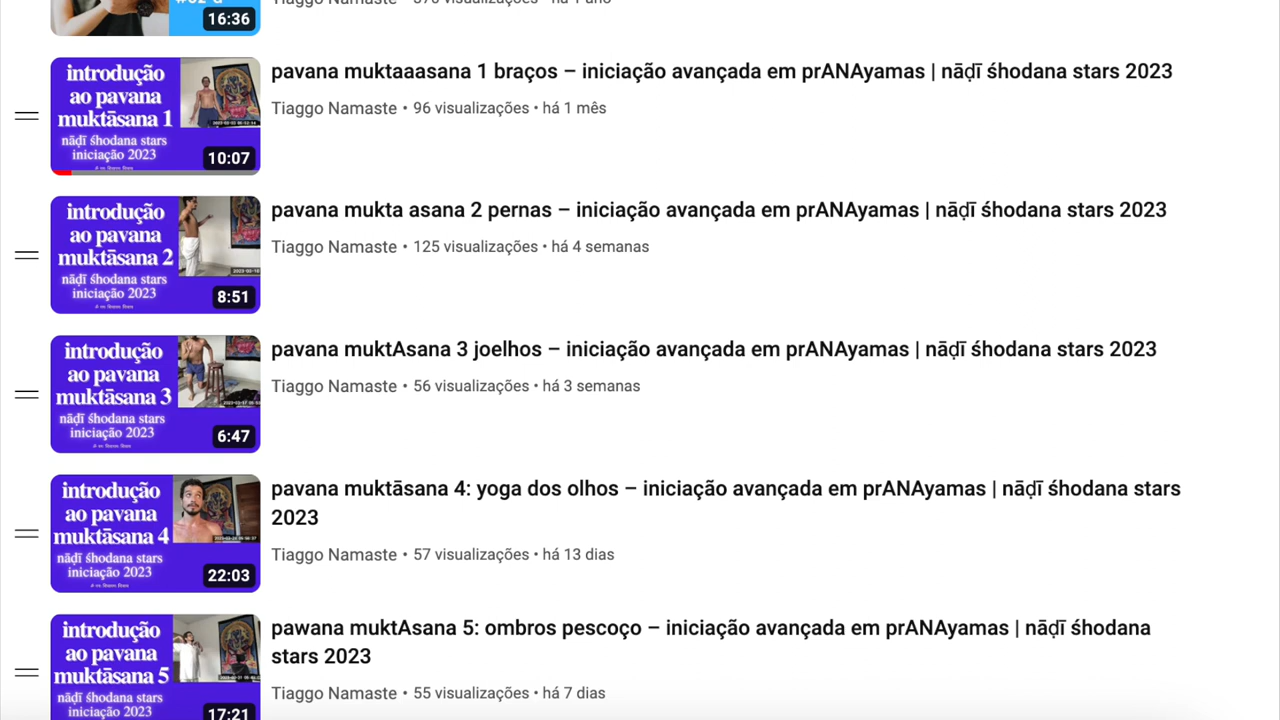 16:36
Tiaggo Namaste
há 1 ano
introdução
ao pavana
muktāsana 1
nāḍī śhodana stars
iniciação 2023
10:07
pavana muktaaasana 1 braços – iniciação avançada em prANAyamas | nāḍī śhodana stars 2023
Tiaggo Namaste • 96 visualizações • há 1 mês
introdução
ao pavana
muktāsana 2
nāḍī śhodana stars
iniciação 2023
8:51
pavana mukta asana 2 pernas – iniciação avançada em prANAyamas | nāḍī śhodana stars 2023
Tiaggo Namaste • 125 visualizações • há 4 semanas
introdução
ao pavana
muktāsana 3
nāḍī śhodana stars
iniciação 2023
6:47
pavana muktAsana 3 joelhos – iniciação avançada em prANAyamas | nāḍī śhodana stars 2023
Tiaggo Namaste • 56 visualizações • há 3 semanas
introdução
ao pavana
muktāsana 4
nāḍī śhodana stars
iniciação 2023
22:03
pavana muktāsana 4: yoga dos olhos – iniciação avançada em prANAyamas | nāḍī śhodana stars
2023
Tiaggo Namaste • 57 visualizações • há 13 dias
introdução
ao pavana
muktāsana 5
nāḍī śhodana stars
iniciação 2023
17:21
pawana muktAsana 5: ombros pescoço – iniciação avançada em prANAyamas | nāḍī śhodana
stars 2023
Tiaggo Namaste • 55 visualizações • há 7 dias